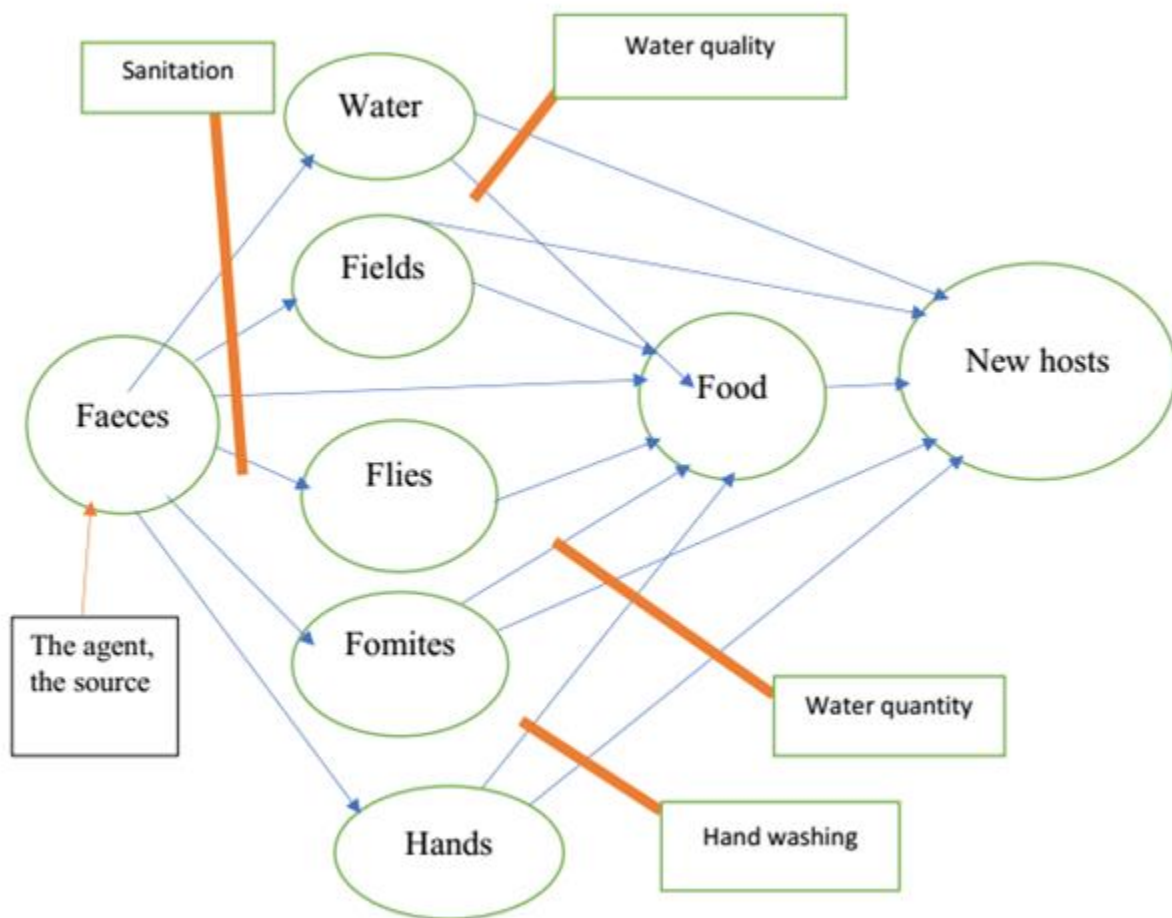 Sanitation
Water quality
Water
Fields
Faeces
Food
New hosts
Flies
The agent,
the source
Fomites
Water quantity
Hands
Hand washing